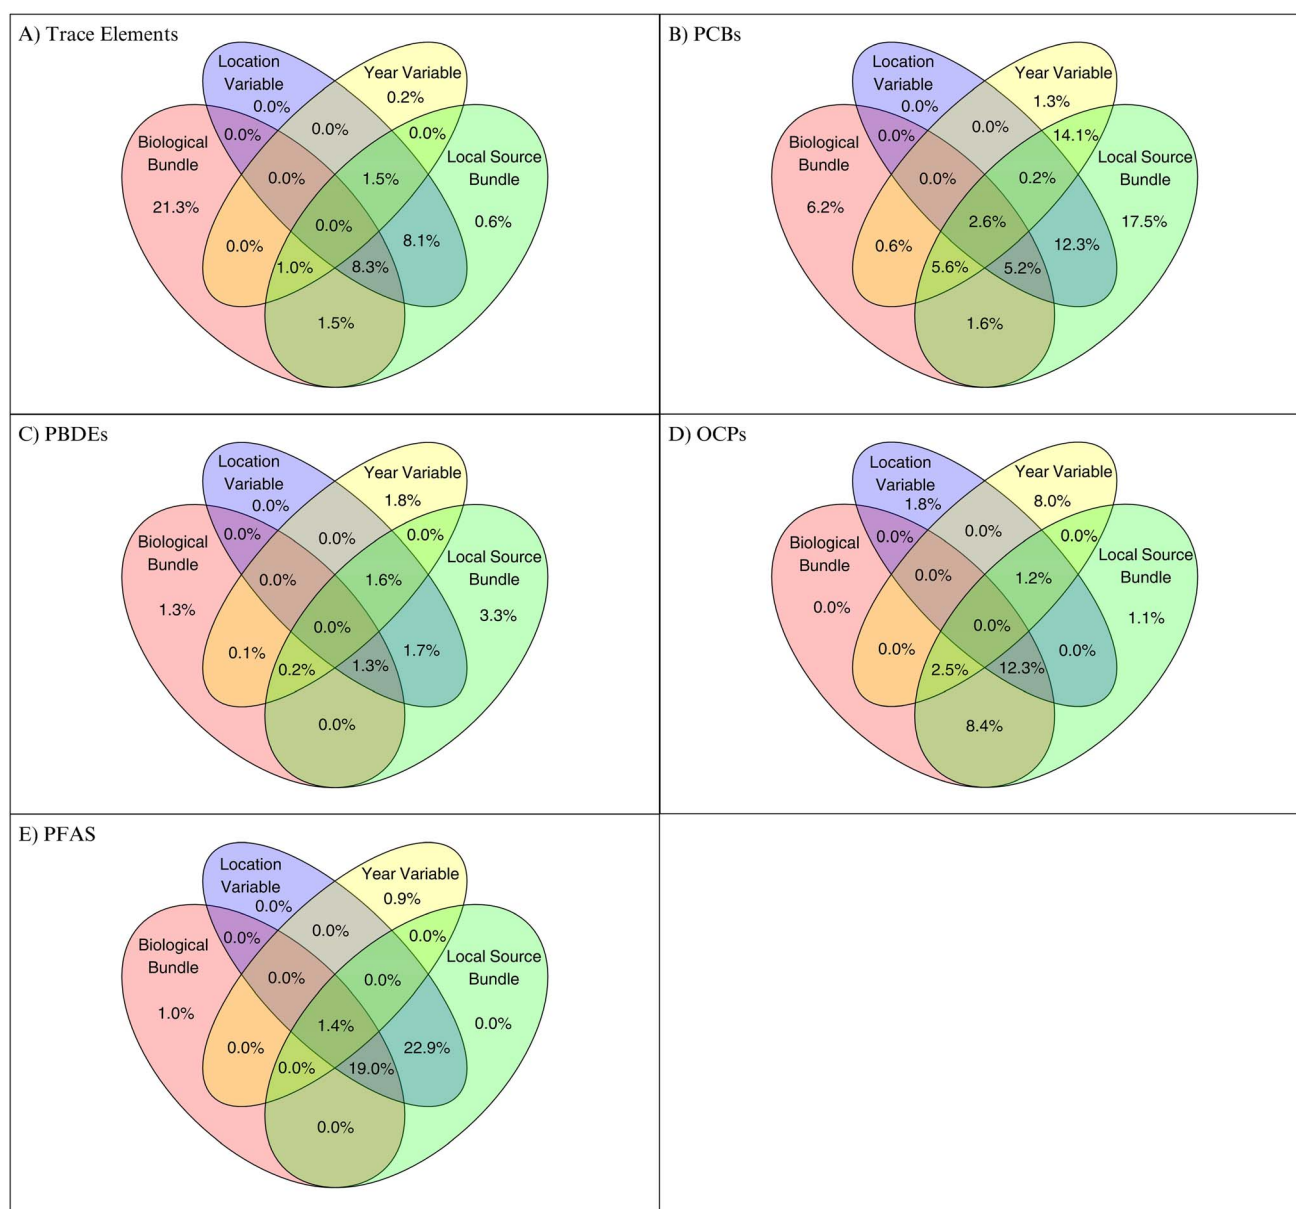 A) Trace Elements
Location
Variable
0.0%
Year Variable
0.2%
Biological
Bundle
21.3%
0.0%
0.0%
0.0%
Local Source
Bundle
0.6%
0.0%
1.5%
0.0%
0.0%
8.1%
1.0%
8.3%
1.5%
B) PCBs
Location
Variable
0.0%
Year Variable
1.3%
Biological
Bundle
6.2%
0.0%
0.0%
14.1%
Local Source
Bundle
17.5%
0.0%
0.2%
0.6%
2.6%
12.3%
5.6%
5.2%
1.6%
C) PBDEs
Location
Variable
0.0%
Year Variable
1.8%
Biological
Bundle
1.3%
0.0%
0.0%
0.0%
Local Source
Bundle
3.3%
0.0%
1.6%
0.1%
0.0%
1.7%
0.2%
1.3%
0.0%
D) OCPs
Location
Variable
1.8%
Year Variable
8.0%
Biological
Bundle
0.0%
0.0%
0.0%
0.0%
Local Source
Bundle
1.1%
0.0%
1.2%
0.0%
0.0%
0.0%
2.5%
12.3%
8.4%
E) PFAS
Location
Variable
0.0%
Year Variable
0.9%
Biological
Bundle
1.0%
0.0%
0.0%
0.0%
Local Source
Bundle
0.0%
0.0%
0.0%
0.0%
1.4%
22.9%
0.0%
19.0%
0.0%